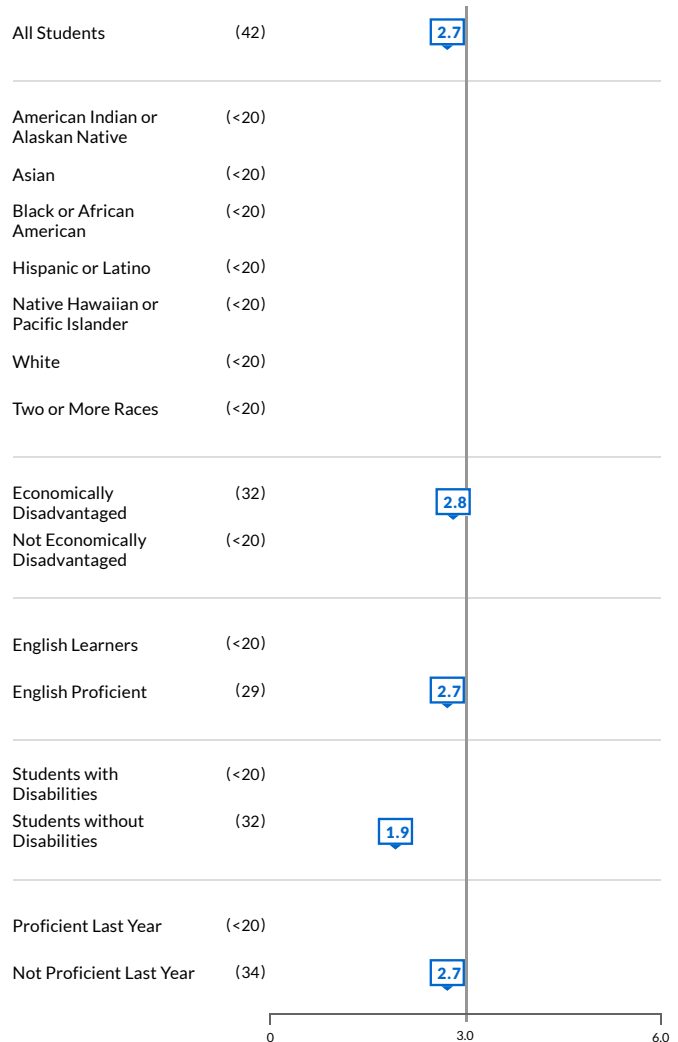 All Students (42) 2.7
American Indian or (<20)
Alaskan Native
Asian (<20)
Black or African (<20)
American
Hispanic or Latino (<20)
Native Hawaiian or (<20)
Pacific Islander
White (<20)
Two or More Races (<20)
Economically (32) 2.8
Disadvantaged
Not Economically (<20)
Disadvantaged
English Learners (<20)
English Proficient (29) 2.7
Students with (<20)
Disabilities
Students without (32) 1.9
Disabilities
Proficient Last Year (<20)
Not Proficient Last Year (34) 2.7
0 3.0 6.0